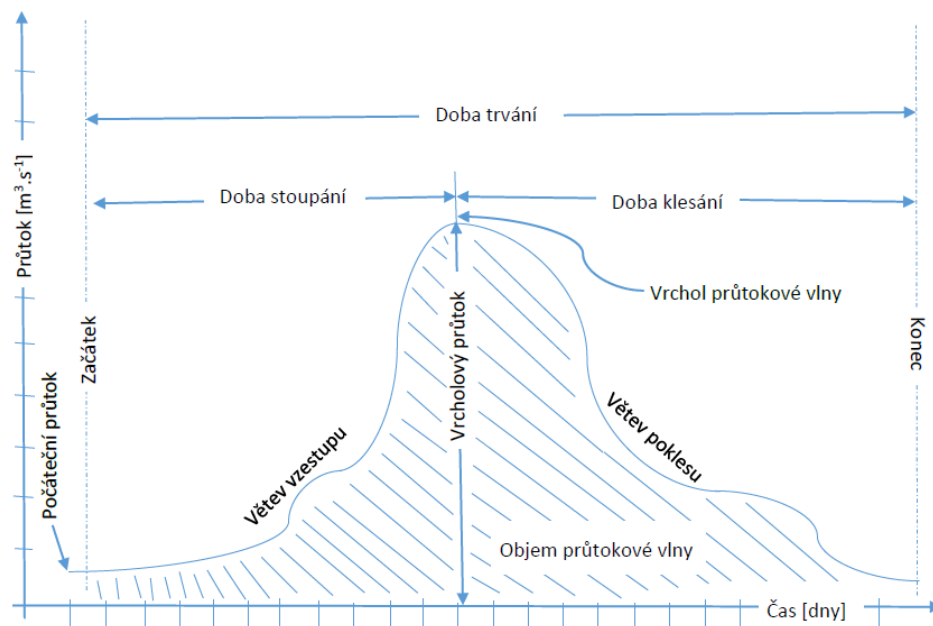 Doba trvání
Průtok [m³.s⁻¹]
Doba stoupání
Doba klesání
Vrchol průtokové vlny
Začátek
Vrcholový průtok
Konec
Počáteční průtok
Větev vzestupu
Větev poklesu
Objem průtokové vlny
Čas [dny]